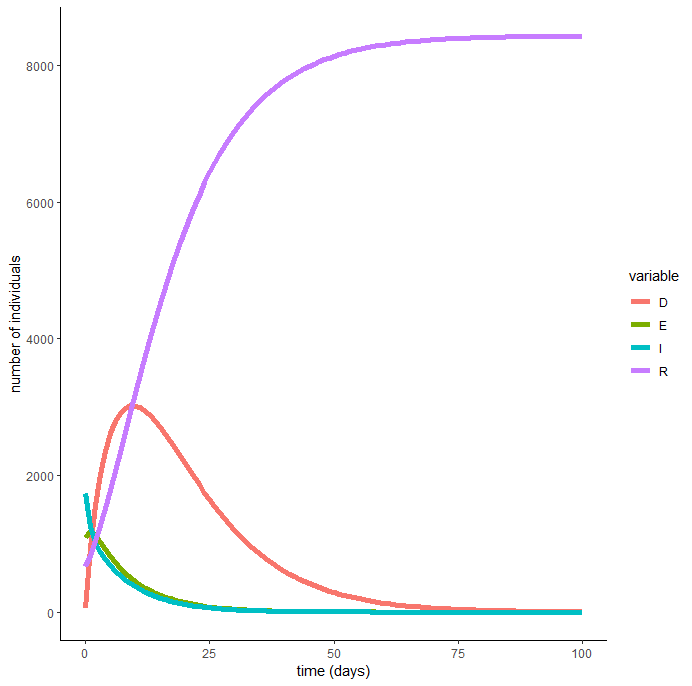 8000
6000
4000
2000
0
number of individuals
0 25 50 75 100
time (days)
variable
D
E
I
R